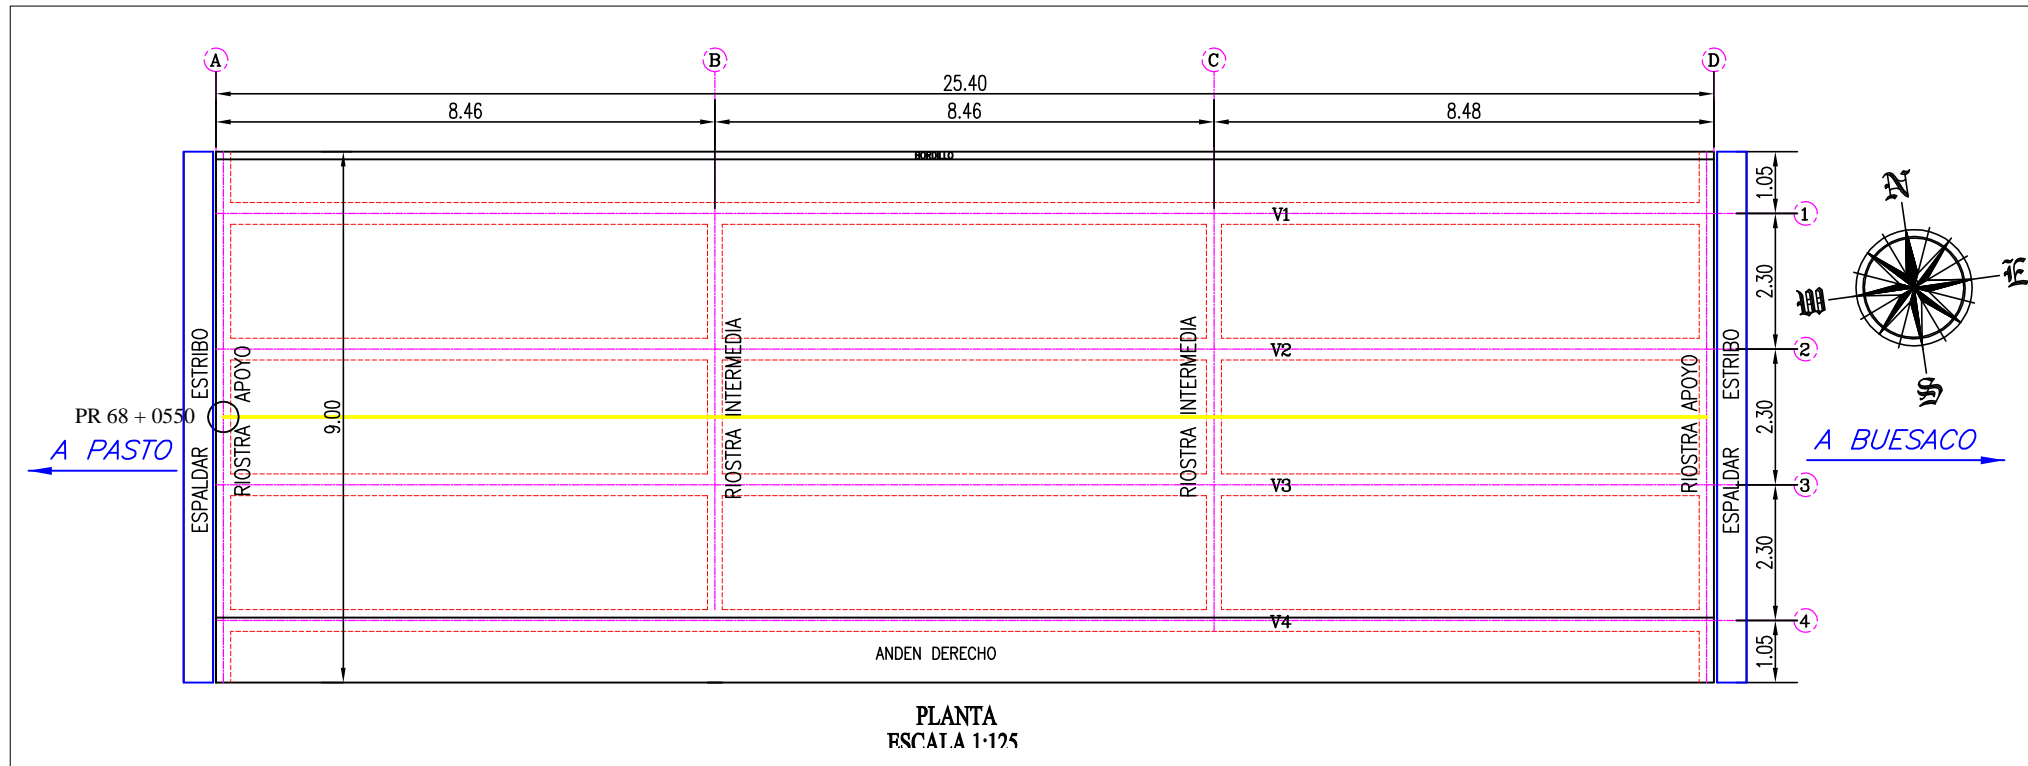 A
B
C
D
25.40
8.46
8.46
8.48
BORDILLO
1.05
V1
1
N
2.30
E
W
S
V2
2
ESPALDAR ESTRIBO
RIOSTRA APOYO
9.00
RIOSTRA INTERMEDIA
RIOSTRA INTERMEDIA
RIOSTRA APOYO
ESPALDAR ESTRIBO
PR 68 + 0550
A PASTO
2.30
A BUESACO
V3
3
2.30
V4
4
ANDEN DERECHO
1.05
PLANTA
ESCALA 1:125